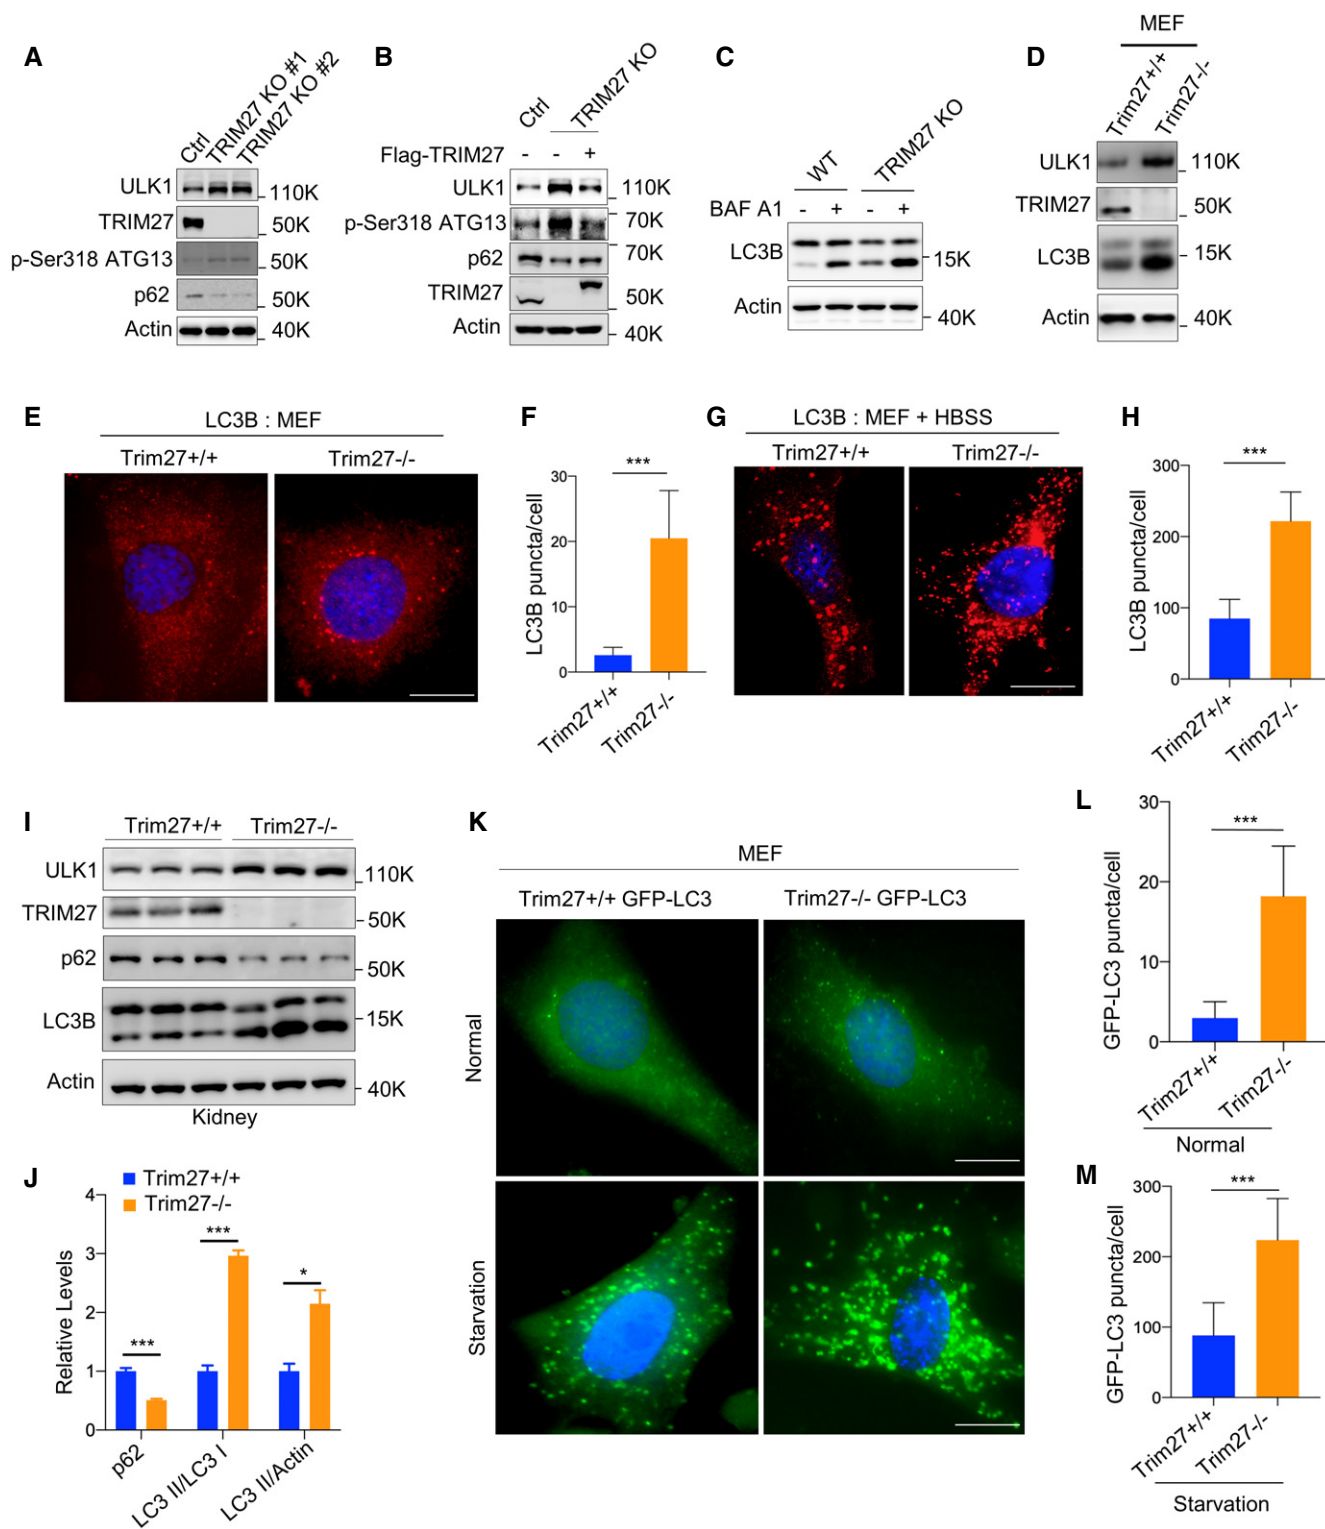 A
Ctrl
TRIM27 KO #1
TRIM27 KO #2
ULK1
110K
TRIM27
50K
p-Ser318 ATG13
50K
p62
50K
Actin
40K
B
Ctrl
TRIM27 KO
Flag-TRIM27 - - +
ULK1
110K
p-Ser318 ATG13
70K
p62
70K
TRIM27
50K
Actin
40K
C
WT
TRIM27 KO
BAF A1 - + - +
LC3B
15K
Actin
40K
D
MEF
Trim27+/+
Trim27-/-
ULK1
110K
TRIM27
50K
LC3B
15K
Actin
40K
E
LC3B : MEF
Trim27+/+ Trim27-/-
F
LC3B puncta/cell
30
20
10
0
***
Trim27+/+
Trim27-/-
G
LC3B : MEF + HBSS
Trim27+/+ Trim27-/-
H
LC3B puncta/cell
300
200
100
0
***
Trim27+/+
Trim27-/-
I
Trim27+/+ Trim27-/-
ULK1
110K
TRIM27
50K
p62
50K
LC3B
15K
Actin
40K
Kidney
J
Trim27+/+
Trim27-/-
Relative Levels
4
3
2
1
0
***
***
*
p62
LC3 II/LC3 I
LC3 II/Actin
K
MEF
Trim27+/+ GFP-LC3 Trim27-/- GFP-LC3
Normal
Starvation
L
GFP-LC3 puncta/cell
30
20
10
0
***
Trim27+/+
Trim27-/-
Normal
M
GFP-LC3 puncta/cell
300
200
100
0
***
Trim27+/+
Trim27-/-
Starvation